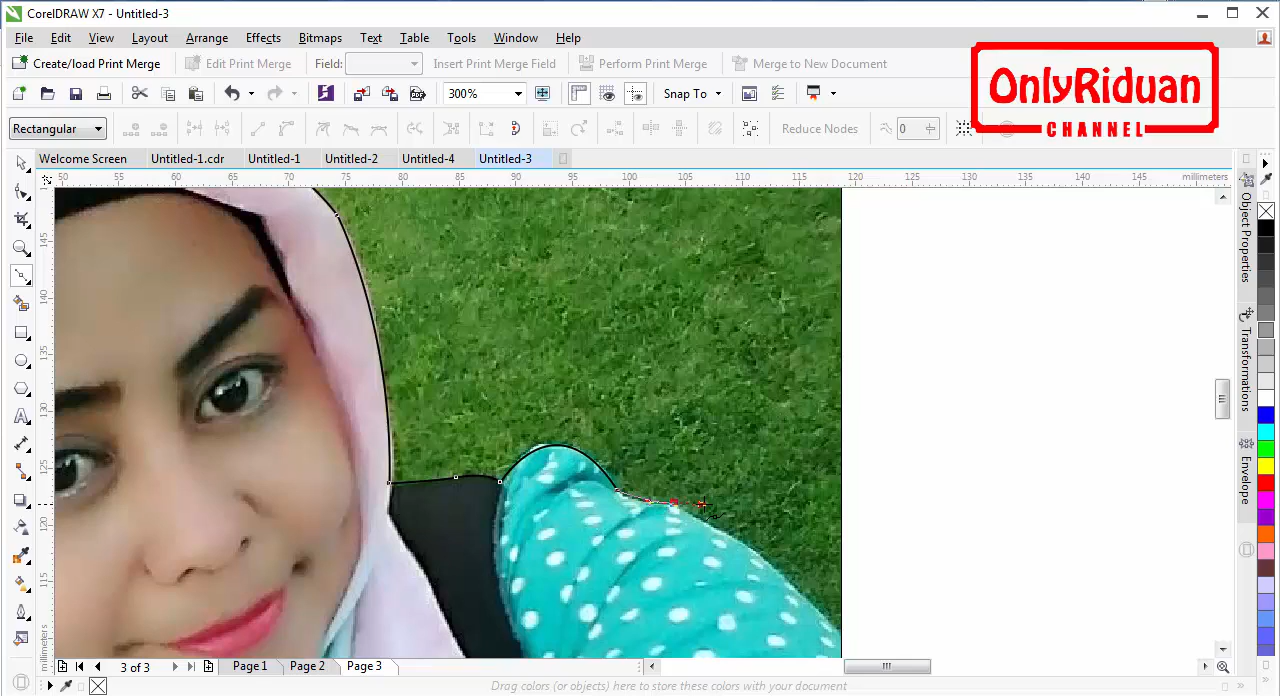 CorelDRAW X7 - Untitled-3
File Edit View Layout Arrange Effects Bitmaps Text Table Tools Window Help
Create/load Print Merge Edit Print Merge Field: Insert Print Merge Field Perform Print Merge Merge to New Document
OnlyRiduan
CHANNEL
300% Snap To
Rectangular Reduce Nodes 0
Welcome Screen Untitled-1.cdr Untitled-1 Untitled-2 Untitled-4 Untitled-3
50 55 60 65 70 75 80 85 90 95 100 105 110 115 120 125 130 135 140 145 millimeters
145
140
135
130
125
120
115
millimeters
Object Properties
Transformations
Envelope
3 of 3 Page 1 Page 2 Page 3
Drag colors (or objects) here to store these colors with your document